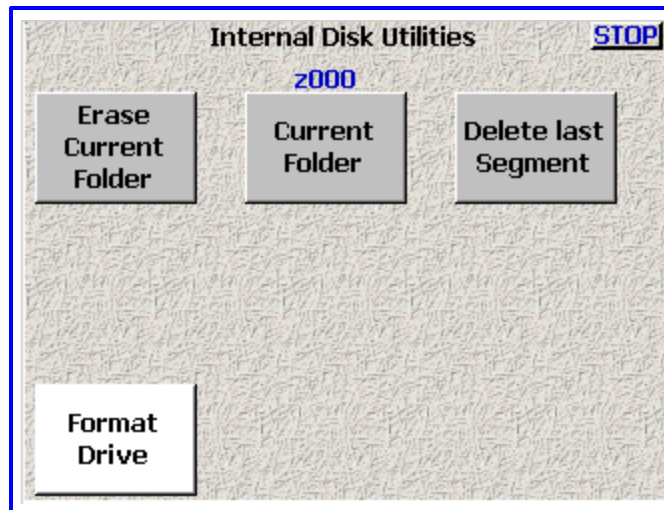 Internal Disk Utilities
STOP
z000
Erase
Current
Folder
Current
Folder
Delete last
Segment
Format
Drive